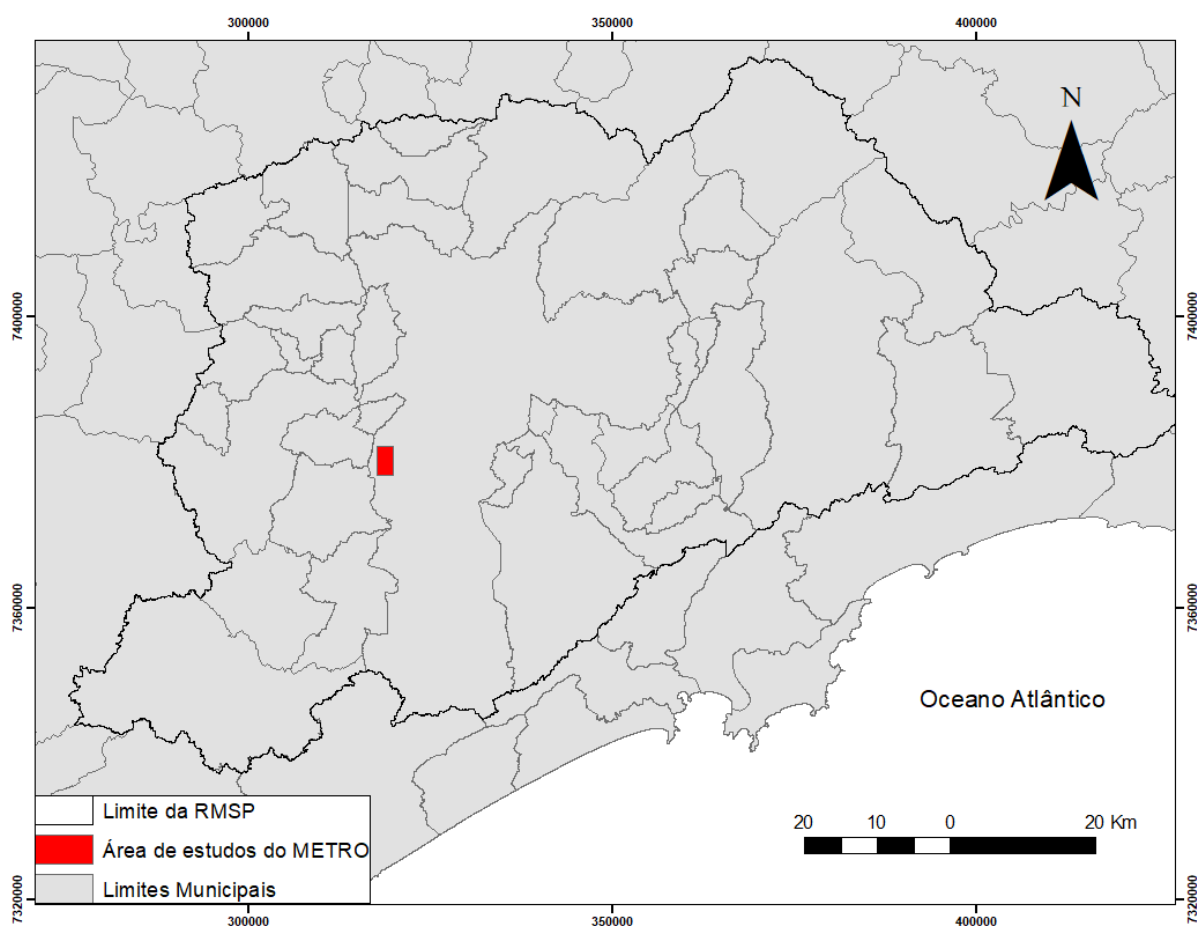 300000 350000 400000
N
7400000 7400000
7360000 7360000
Oceano Atlântico
Limite da RMSP
20 10 0 20 Km
Área de estudos do METRO
Limites Municipais
7320000 7320000
300000 350000 400000